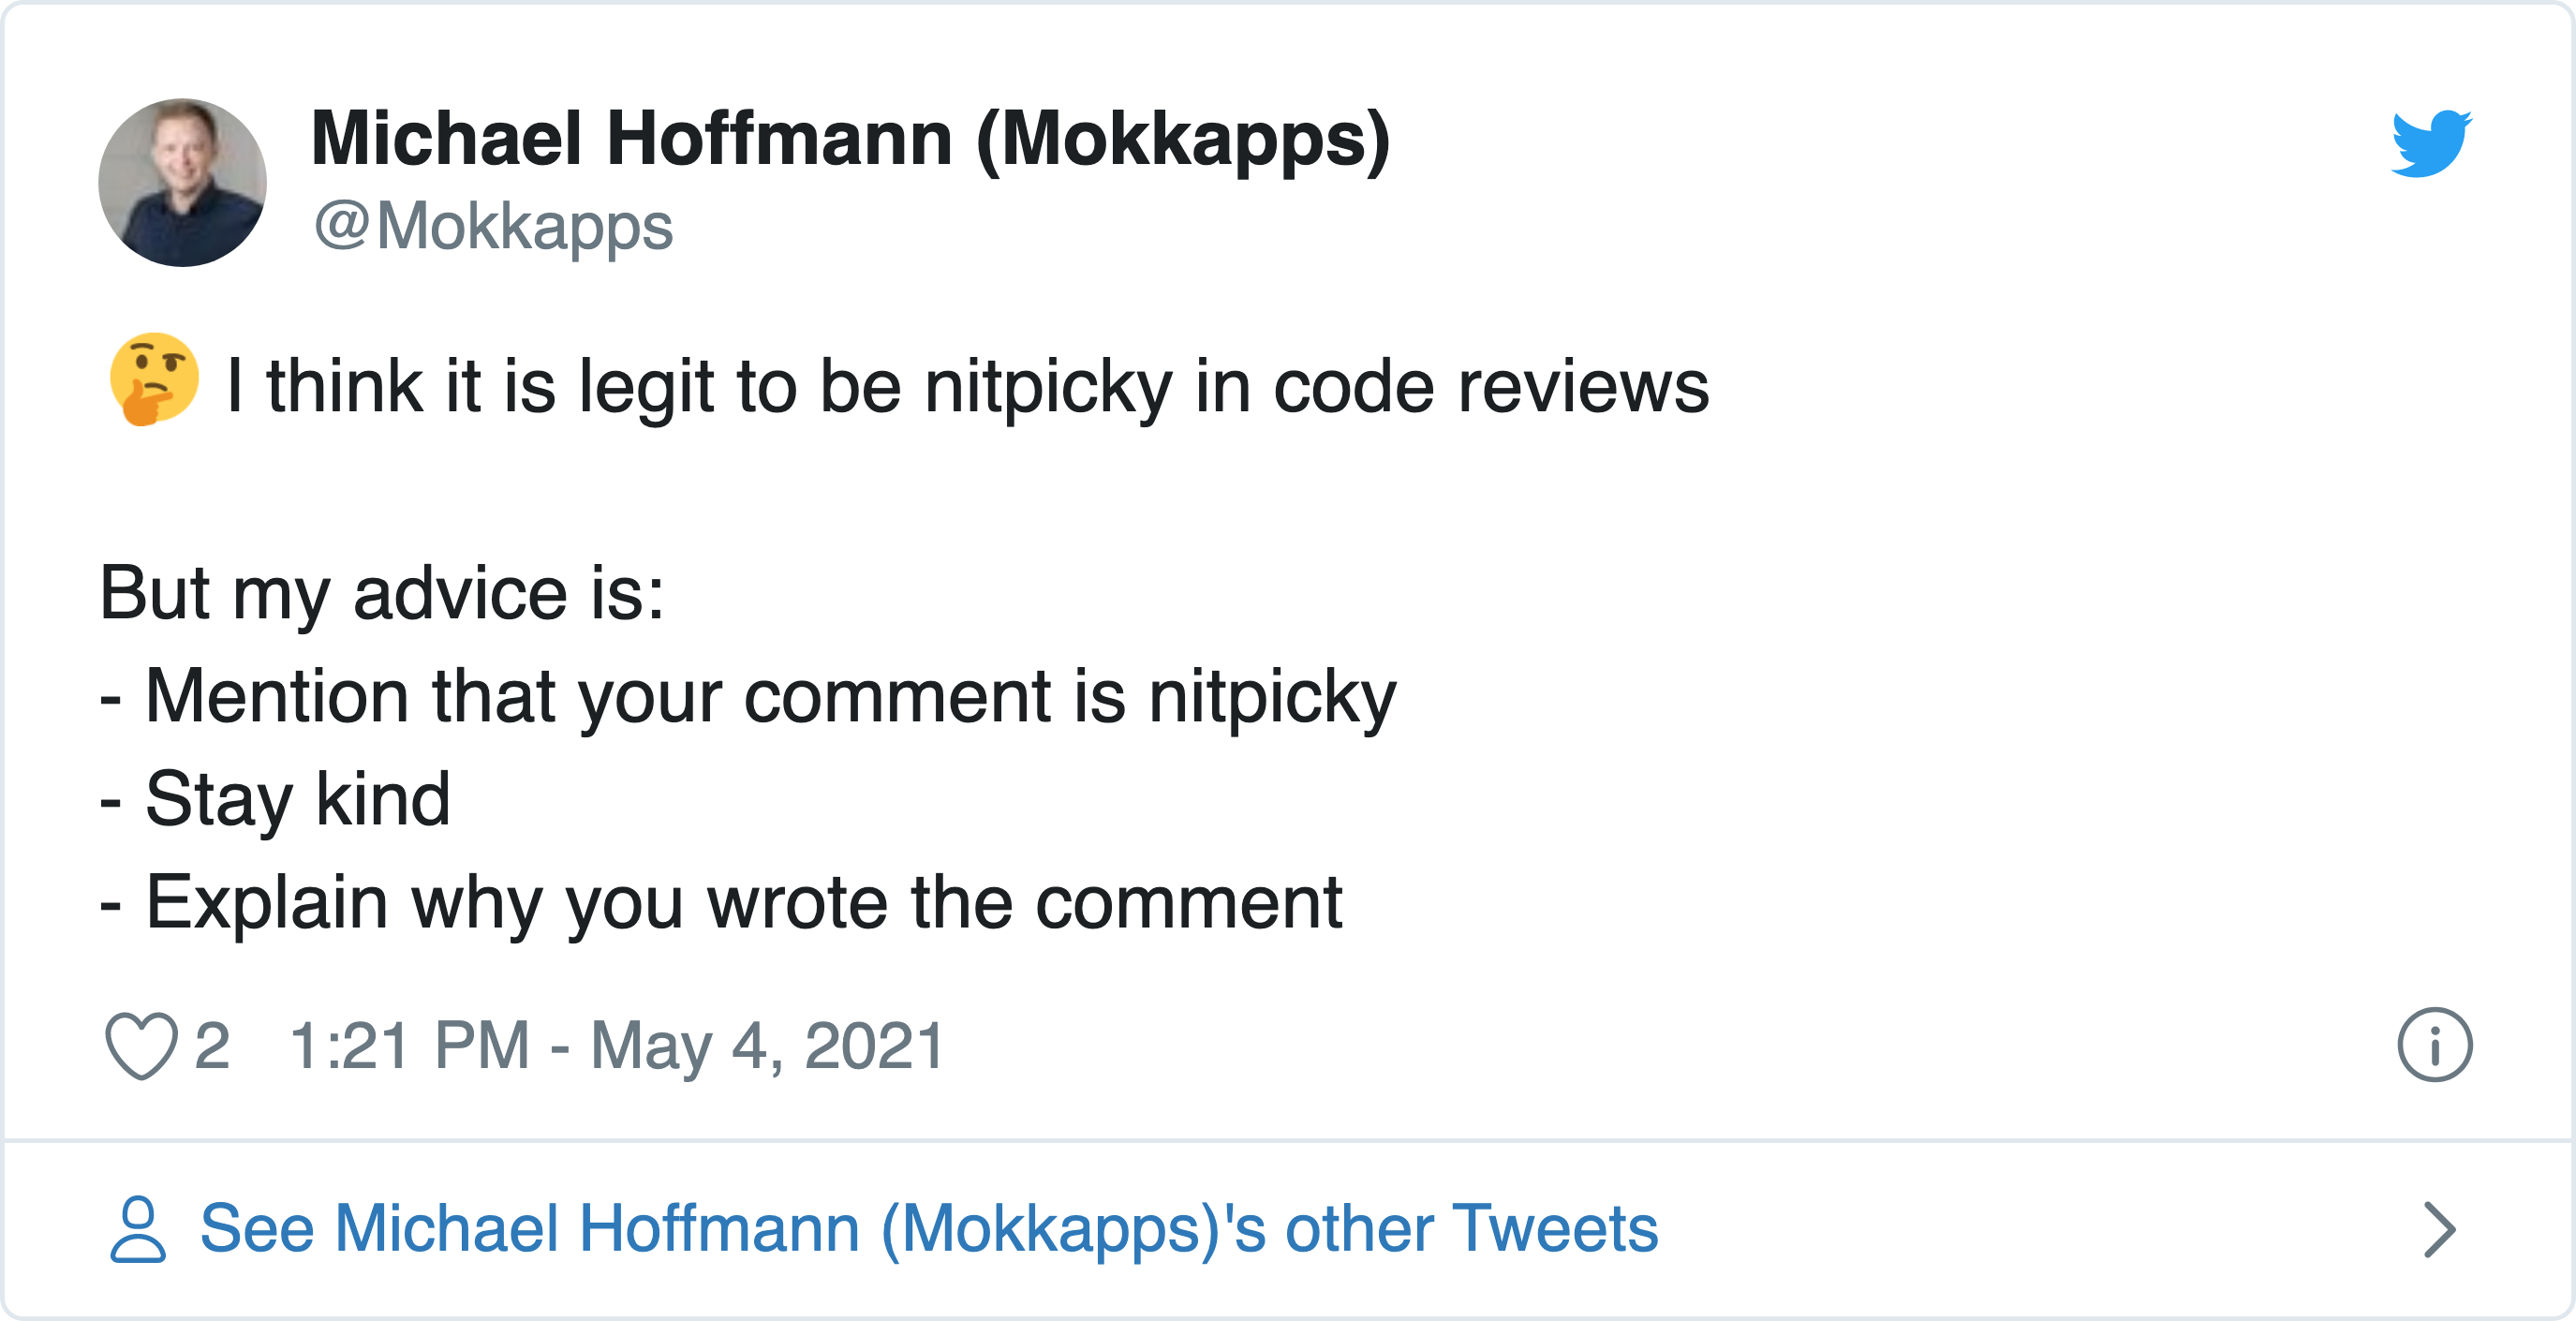 Michael Hoffmann (Mokkapps)
@Mokkapps
🤔 I think it is legit to be nitpicky in code reviews
But my advice is:
- Mention that your comment is nitpicky
- Stay kind
- Explain why you wrote the comment
2 1:21 PM - May 4, 2021
See Michael Hoffmann (Mokkapps)'s other Tweets